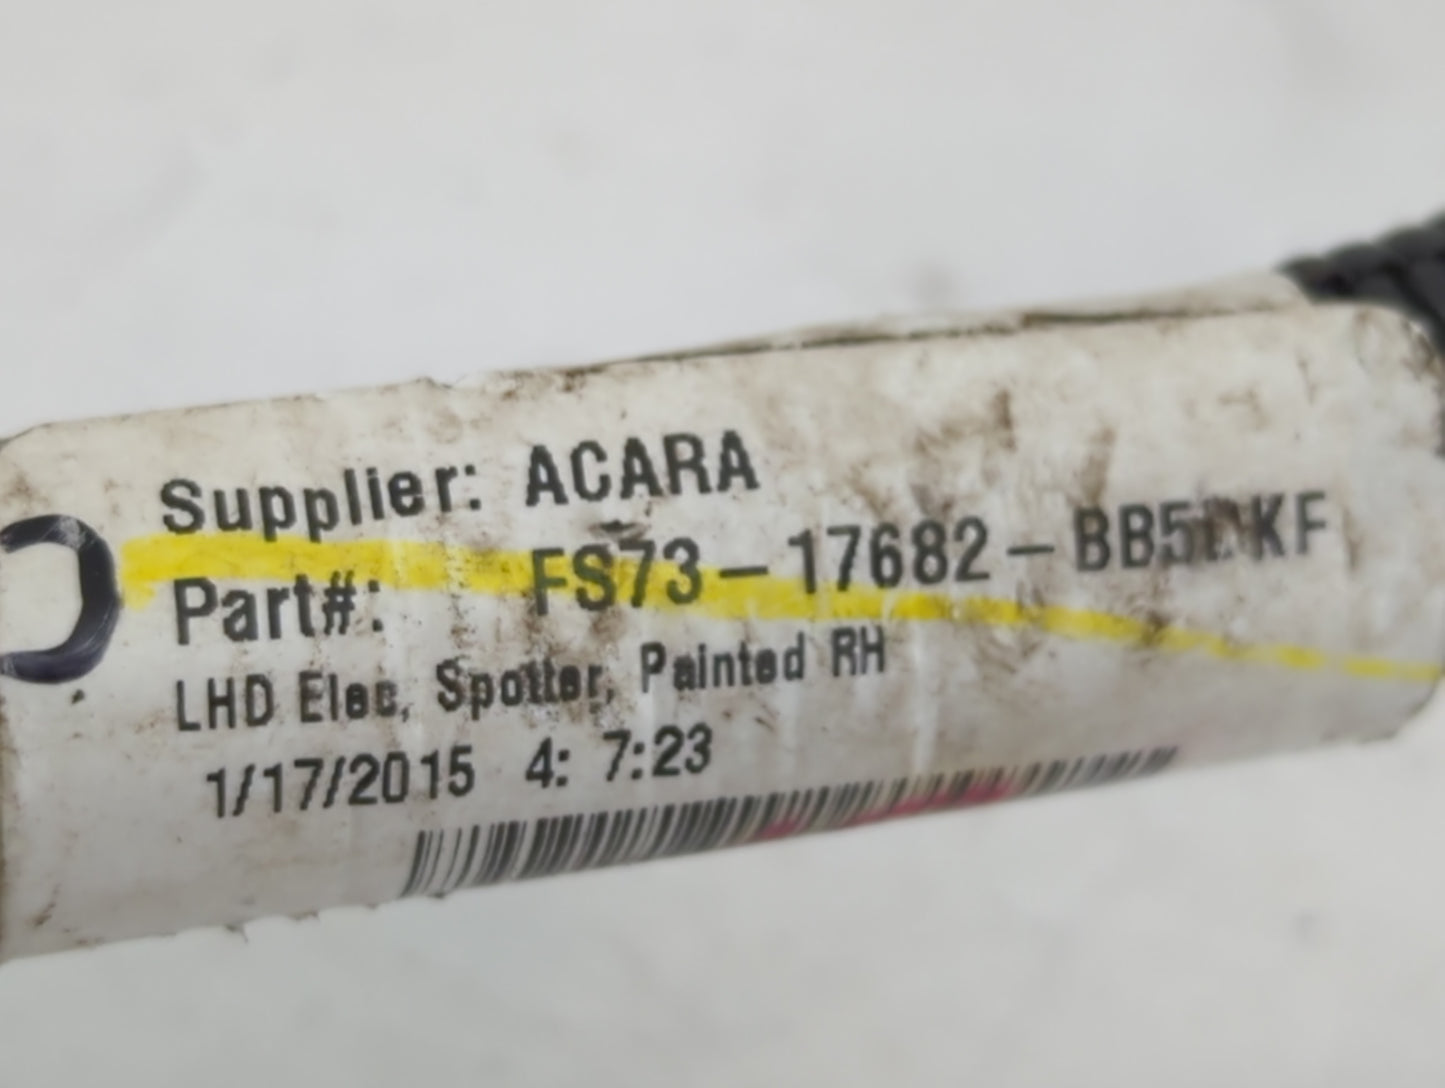 Supplier: ACARA
Part#: FS73-17682-
LHD Elec, Spotter, Painted RH
1/17/2015 4: 7:23